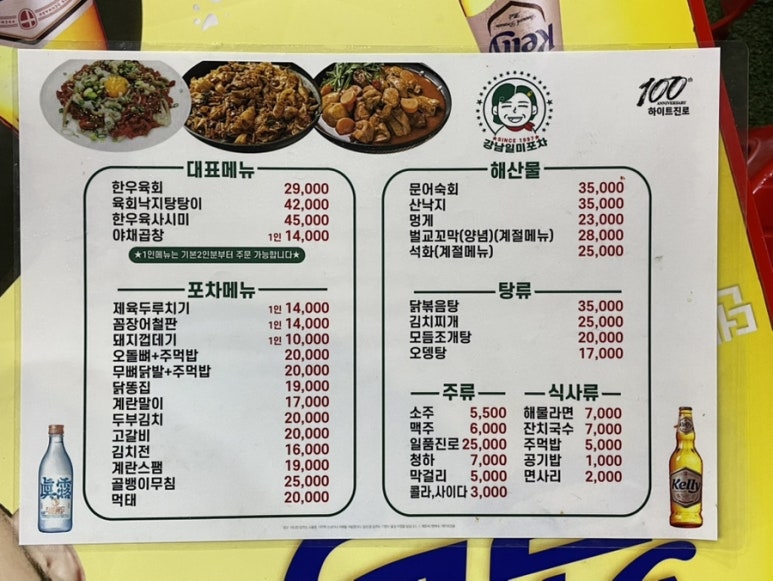 Kelly
100th
ANNIVERSARY
하이트진로
★SINCE 1997★
강남일미포차
대표메뉴
한우육회 29,000
육회낙지탕탕이 42,000
한우육사시미 45,000
야채곱창 1인 14,000
★1인메뉴는 기본2인분부터 주문 가능합니다★
포차메뉴
제육두루치기 1인 14,000
꼼장어철판 1인 14,000
돼지껍데기 1인 10,000
오돌뼈+주먹밥 20,000
무뼈닭발+주먹밥 20,000
닭똥집 19,000
계란말이 17,000
두부김치 20,000
고갈비 20,000
김치전 16,000
계란스팸 19,000
골뱅이무침 25,000
먹태 20,000
해산물
문어숙회 35,000
산낙지 35,000
멍게 23,000
벌교꼬막(양념)(계절메뉴) 28,000
석화(계절메뉴) 25,000
탕류
닭볶음탕 35,000
김치찌개 25,000
모듬조개탕 20,000
오뎅탕 17,000
주류
소주 5,500
맥주 6,000
일품진로 25,000
청하 7,000
막걸리 5,000
콜라,사이다 3,000
식사류
해물라면 7,000
잔치국수 7,000
주먹밥 5,000
공기밥 1,000
면사리 2,000
眞露
Kelly